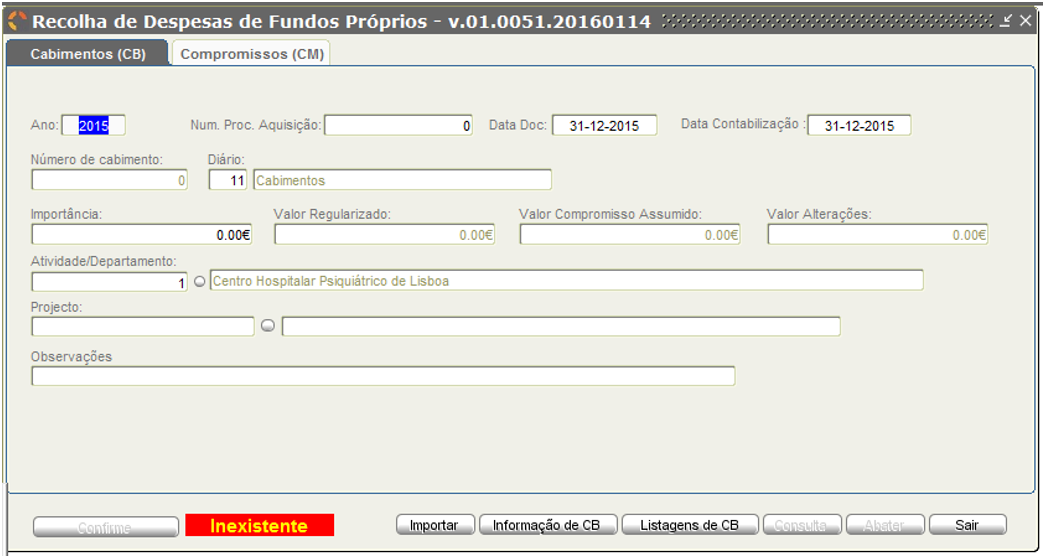 Recolha de Despesas de Fundos Próprios - v.01.0051.20160114
Cabimentos (CB) Compromissos (CM)
Ano: 2015 Num. Proc. Aquisição: 0 Data Doc: 31-12-2015 Data Contabilização : 31-12-2015
Número de cabimento: Diário:
0 11 Cabimentos
Importância: Valor Regularizado: Valor Compromisso Assumido: Valor Alterações:
0.00€ 0.00€ 0.00€ 0.00€
Atividade/Departamento:
1 Centro Hospitalar Psiquiátrico de Lisboa
Projecto:
Observações
Confirme Inexistente Importar Informação de CB Listagens de CB Consulta Abater Sair